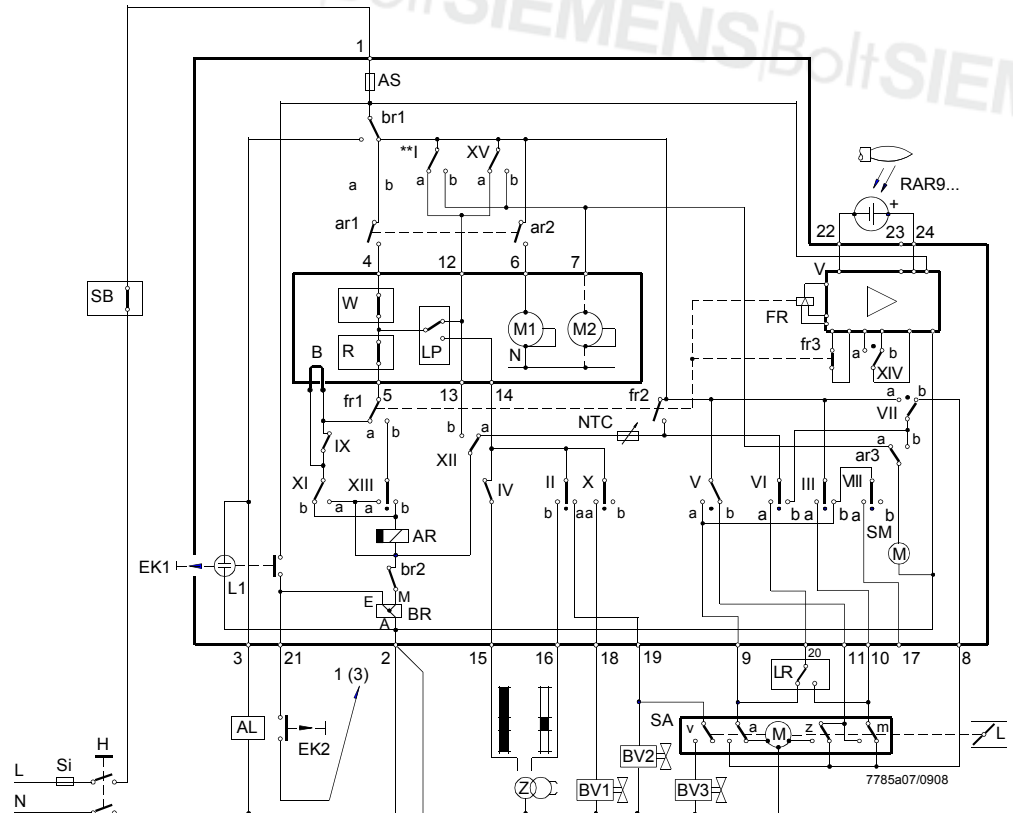 SIEMENS|BoltSIEM
1
AS
br1
**I
XV
a
b
a
b
a
b
RAR9...
+
ar1
ar2
22
23
24
4
12
6
7
V
SB
W
M1
M2
FR
R
LP
N
fr3
a
b
XIV
B
fr1
5
13
14
fr2
a
b
VII
NTC
a
b
b
a
IX
XII
a
b
ar3
XI
XIII
IV
II
X
V
VI
III
VIII
b
a
a
b
b
a
a
b
a
b
a
b
a
b
a
b
SM
AR
M
EK1
L1
br2
E
M
BR
A
3
21
2
15
16
18
19
9
20
11
10
17
8
1 (3)
LR
AL
EK2
SA
v
a
M
z
m
L
H
BV2
L
Si
Z
BV1
BV3
7785a07/0908
N